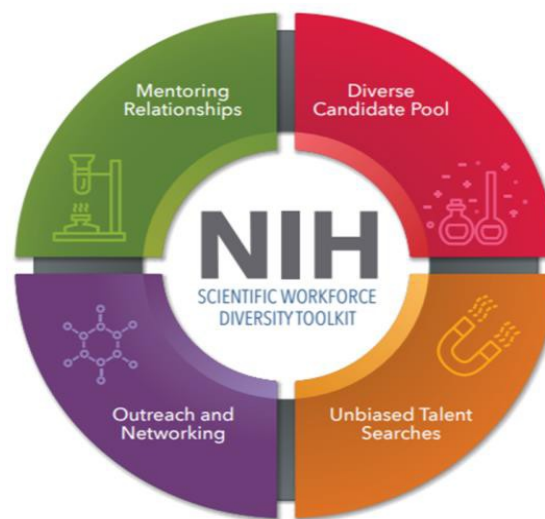 Mentoring
Relationships
Diverse
Candidate Pool
NIH
SCIENTIFIC WORKFORCE
DIVERSITY TOOLKIT
Outreach and
Networking
Unbiased Talent
Searches